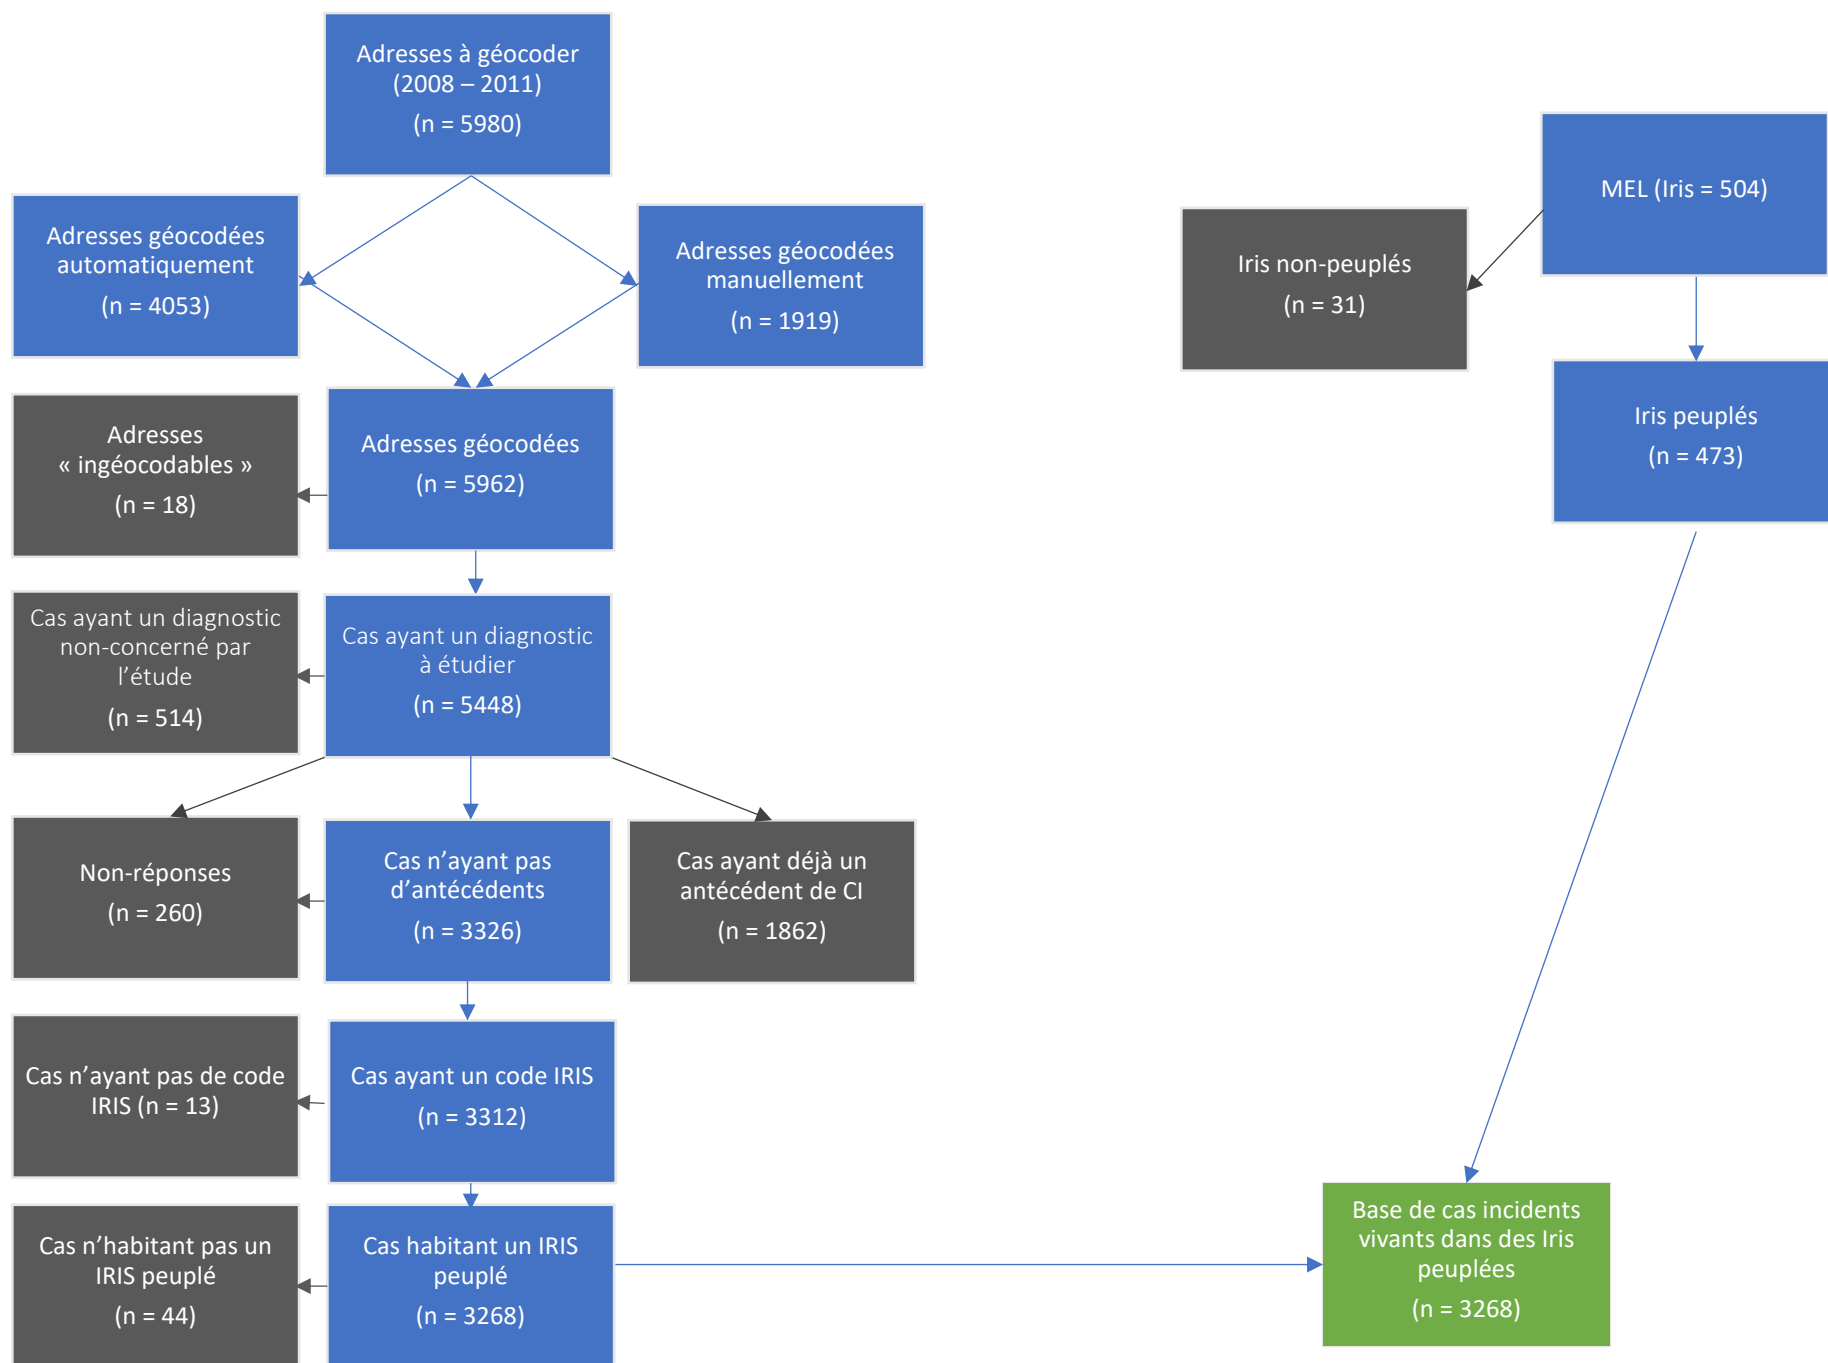 Adresses à géocoder
(2008 – 2011)
(n = 5980)
Adresses géocodées
automatiquement
(n = 4053)
Adresses géocodées
manuellement
(n = 1919)
Adresses
« ingéocodables »
(n = 18)
Adresses géocodées
(n = 5962)
Cas ayant un diagnostic
non-concerné par
l'étude
(n = 514)
Cas ayant un diagnostic
à étudier
(n = 5448)
Non-réponses
(n = 260)
Cas n'ayant pas
d'antécédents
(n = 3326)
Cas ayant déjà un
antécédent de CI
(n = 1862)
Cas n'ayant pas de code
IRIS (n = 13)
Cas ayant un code IRIS
(n = 3312)
Cas n'habitant pas un
IRIS peuplé
(n = 44)
Cas habitant un IRIS
peuplé
(n = 3268)
MEL (Iris = 504)
Iris non-peuplés
(n = 31)
Iris peuplés
(n = 473)
Base de cas incidents
vivants dans des Iris
peuplées
(n = 3268)